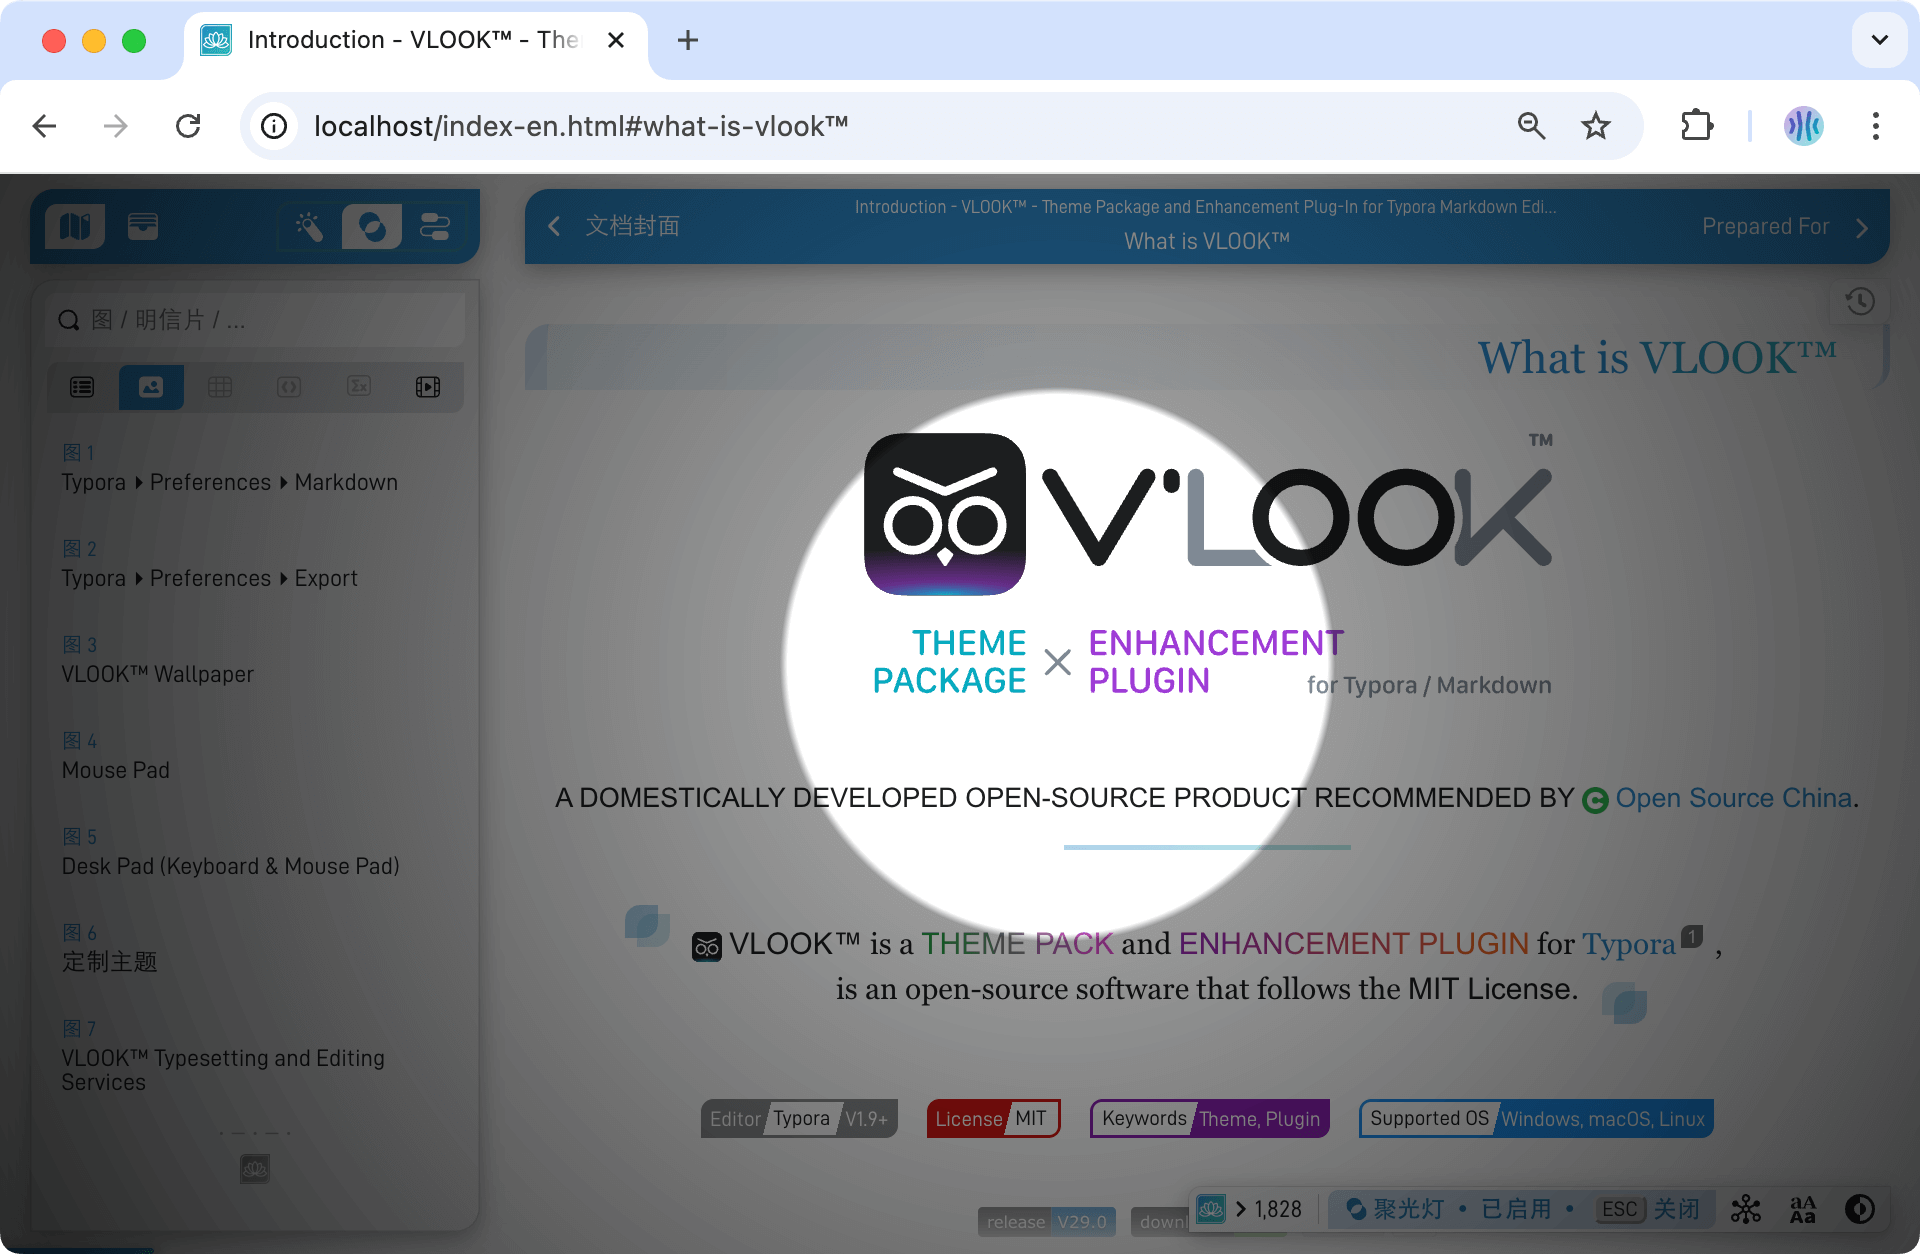 Introduction - VLOOK™ - The
localhost/index-en.html#what-is-vlook™
文档封面
Introduction - VLOOK™ - Theme Package and Enhancement Plug-In for Typora Markdown Edi...
What is VLOOK™
Prepared For
图 / 明信片 / ...
图 1
Typora ▸ Preferences ▸ Markdown
图 2
Typora ▸ Preferences ▸ Export
图 3
VLOOK™ Wallpaper
图 4
Mouse Pad
图 5
Desk Pad (Keyboard & Mouse Pad)
图 6
定制主题
图 7
VLOOK™ Typesetting and Editing
Services
What is VLOOK™
V'LOOK™
THEME PACKAGE × ENHANCEMENT PLUGIN
for Typora / Markdown
A DOMESTICALLY DEVELOPED OPEN-SOURCE PRODUCT RECOMMENDED BY Open Source China.
VLOOK™ is a THEME PACK and ENHANCEMENT PLUGIN for Typora 1 ,
is an open-source software that follows the MIT License.
Editor Typora V1.9+
License MIT
Keywords Theme, Plugin
Supported OS Windows, macOS, Linux
release V29.0
downl
1,828
聚光灯 • 已启用 • ESC 关闭
aA
Aa